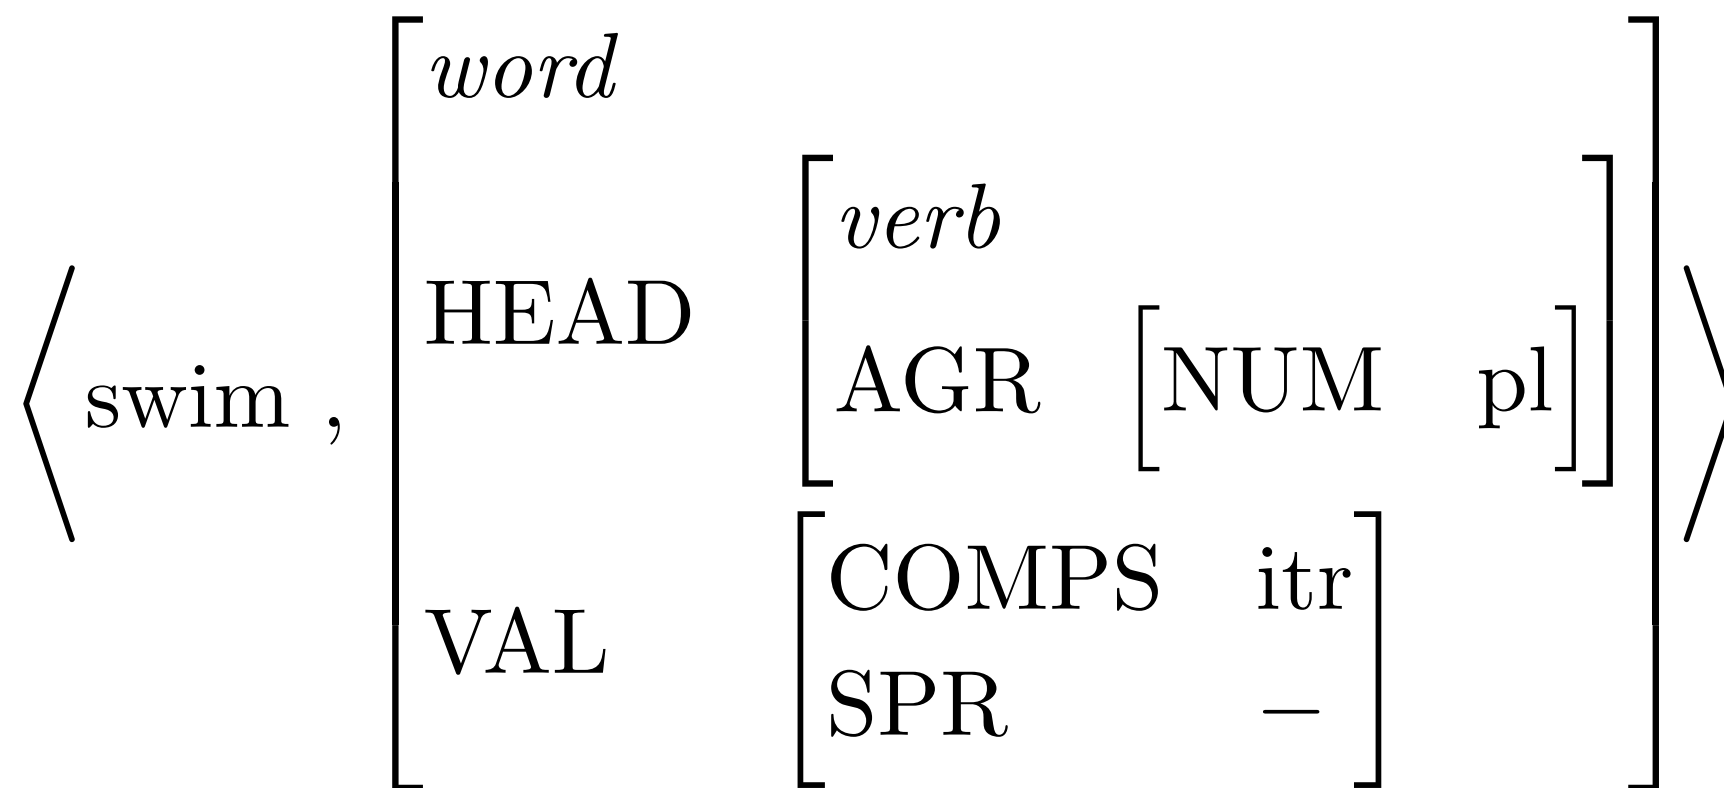 word
verb
HEAD
AGR [NUM pl]
⟨swim ,
COMPS itr
VAL
SPR –